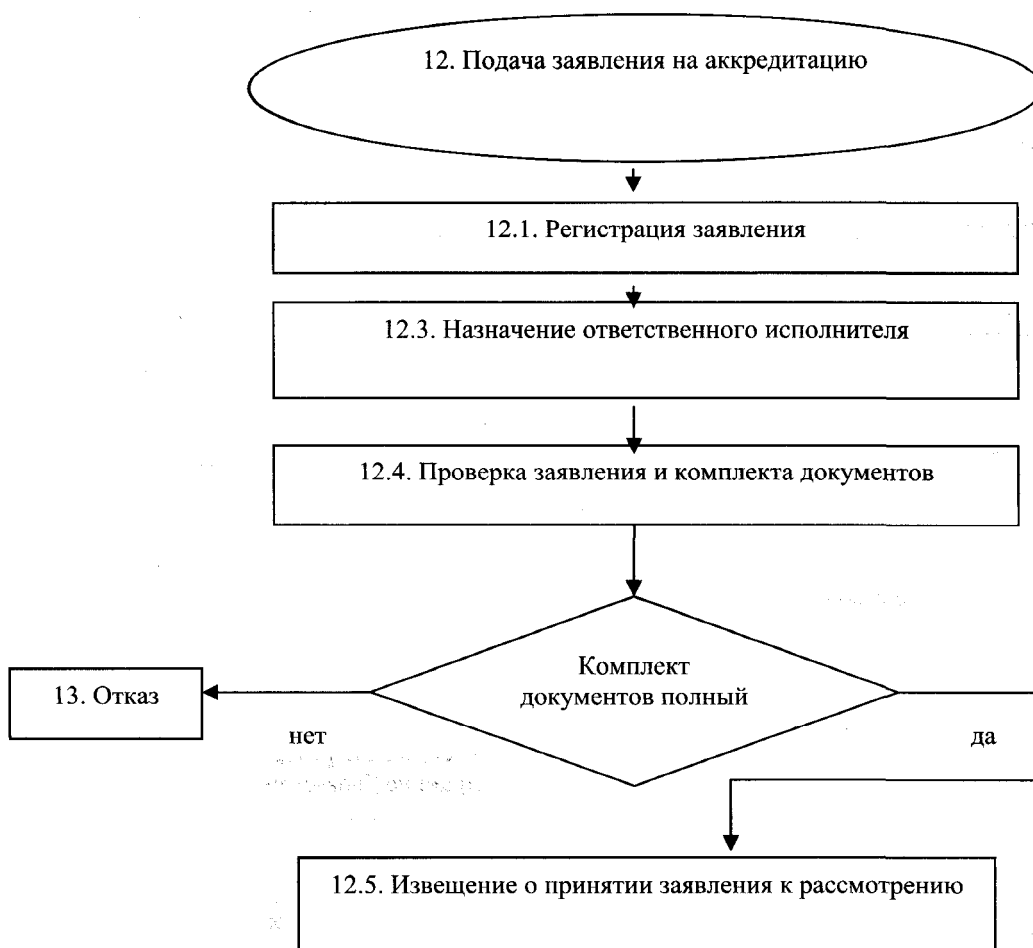 12. Подача заявления на аккредитацию
12.1. Регистрация заявления
12.3. Назначение ответственного исполнителя
12.4. Проверка заявления и комплекта документов
Комплект
документов полный
13. Отказ
нет
да
12.5. Извещение о принятии заявления к рассмотрению